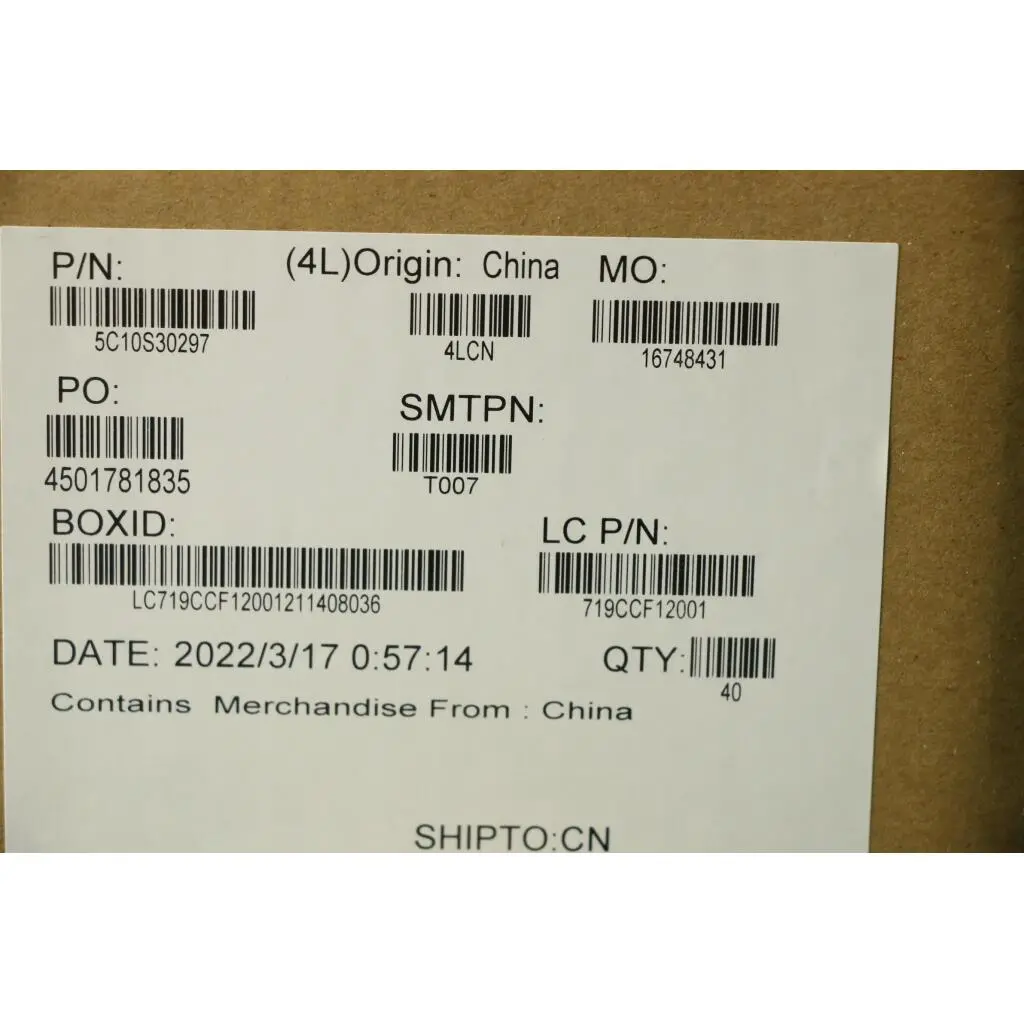 P/N: (4L)Origin: China MO:
5C10S30297 4LCN 16748431
PO: SMTPN:
4501781835 T007
BOXID: LC P/N:
LC719CCF12001211408036 719CCF12001
DATE: 2022/3/17 0:57:14 QTY:
40
Contains Merchandise From : China
SHIPTO:CN